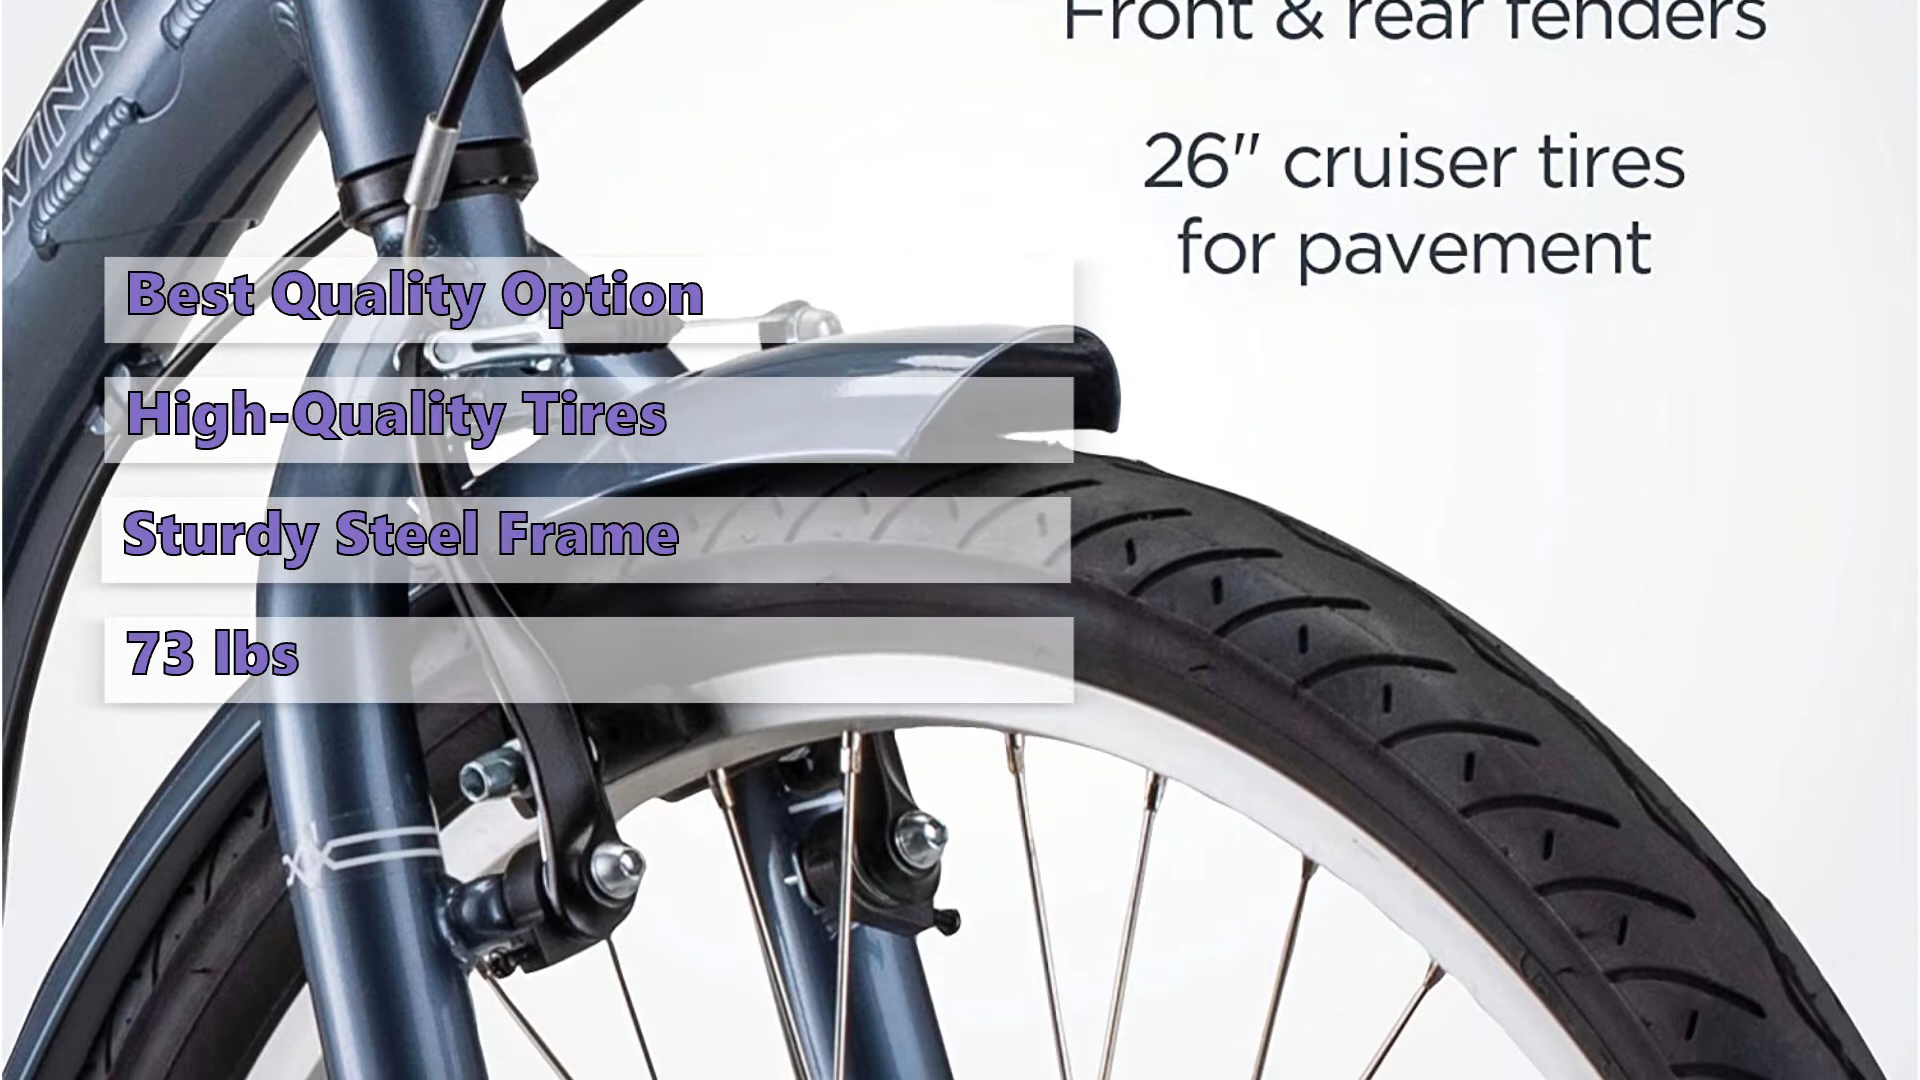 Front & rear fenders
26" cruiser tires
for pavement
Best Quality Option
High-Quality Tires
Sturdy Steel Frame
73 lbs